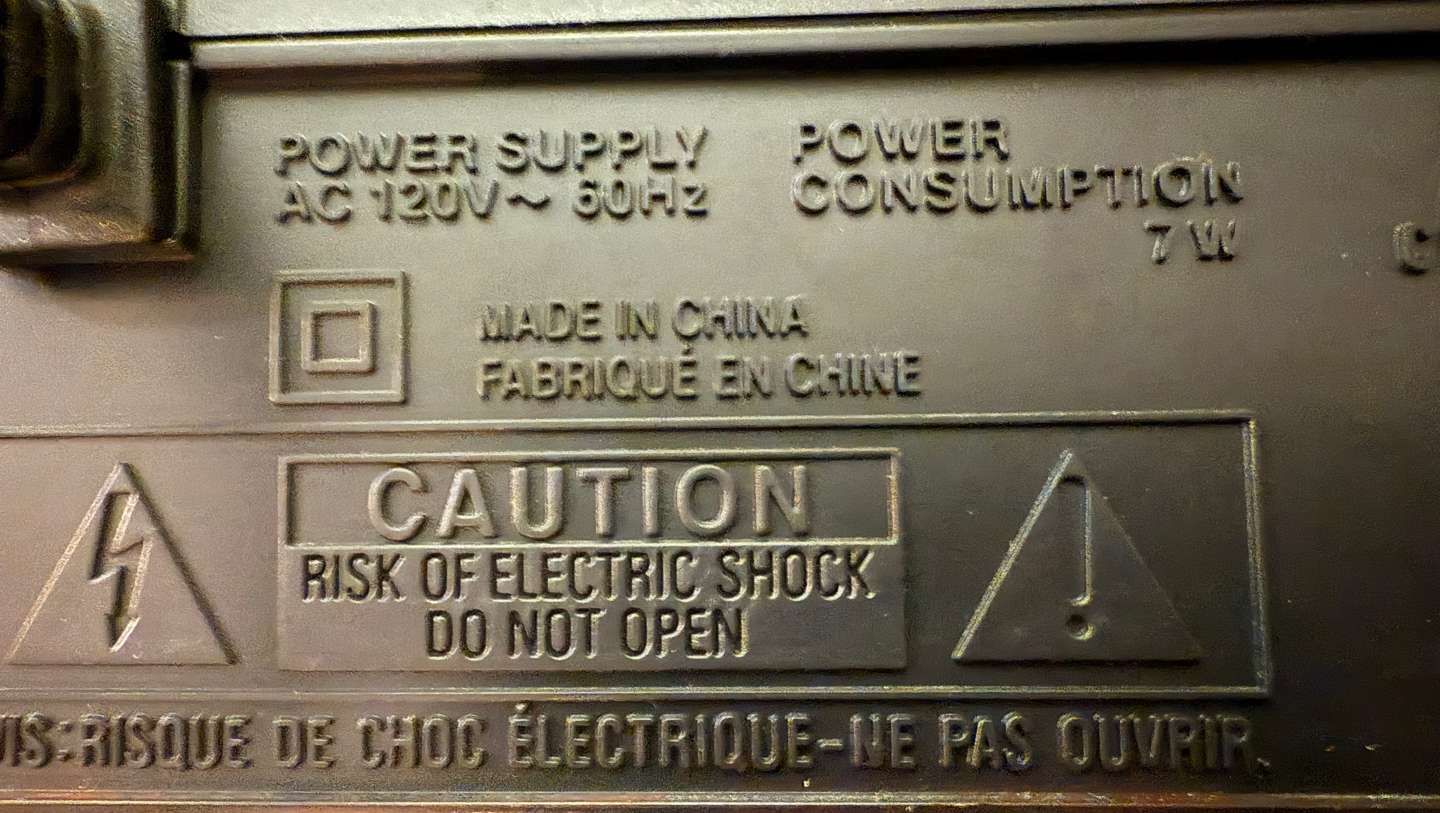 POWER SUPPLY
AC 120V~ 60Hz
POWER
CONSUMPTION
7 W
MADE IN CHINA
FABRIQUÉ EN CHINE
CAUTION
RISK OF ELECTRIC SHOCK
DO NOT OPEN
VIS:RISQUE DE CHOC ÉLECTRIQUE-NE PAS OUVRIR.